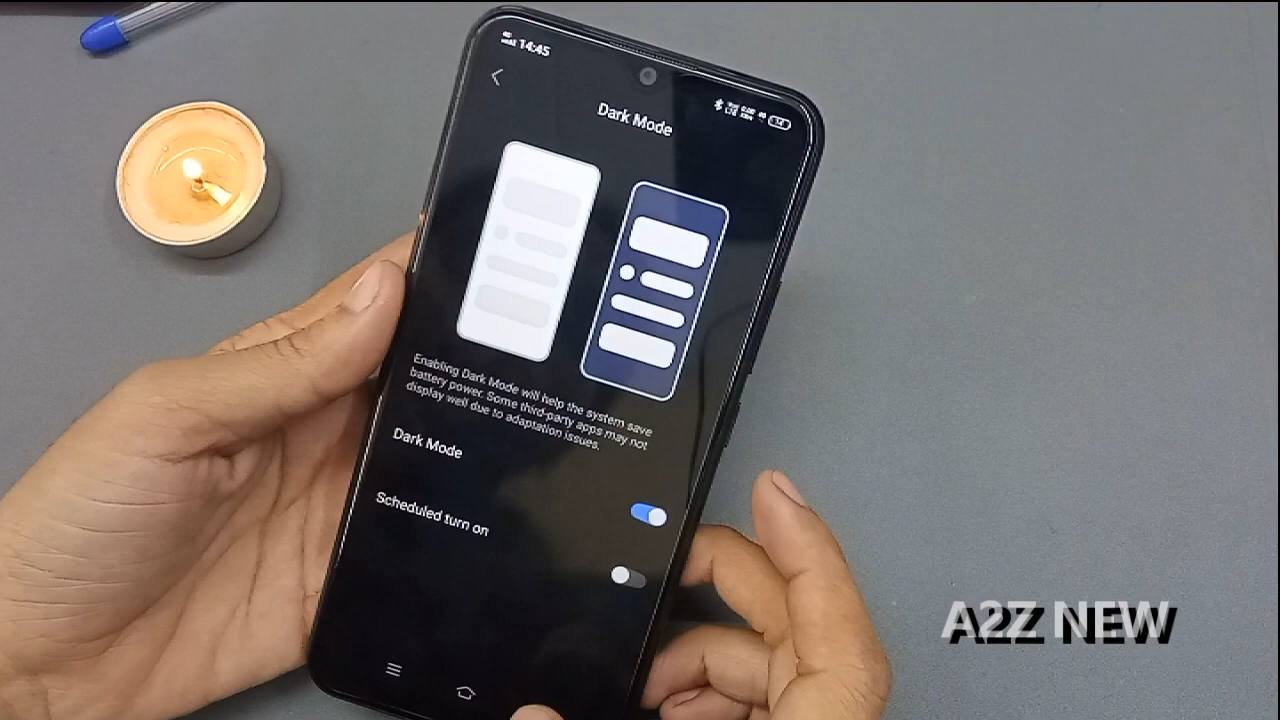 14:45
Dark Mode
Enabling Dark Mode will help the system save
battery power. Some third-party apps may not
display well due to adaptation issues.
Dark Mode
Scheduled turn on
A2Z NEW